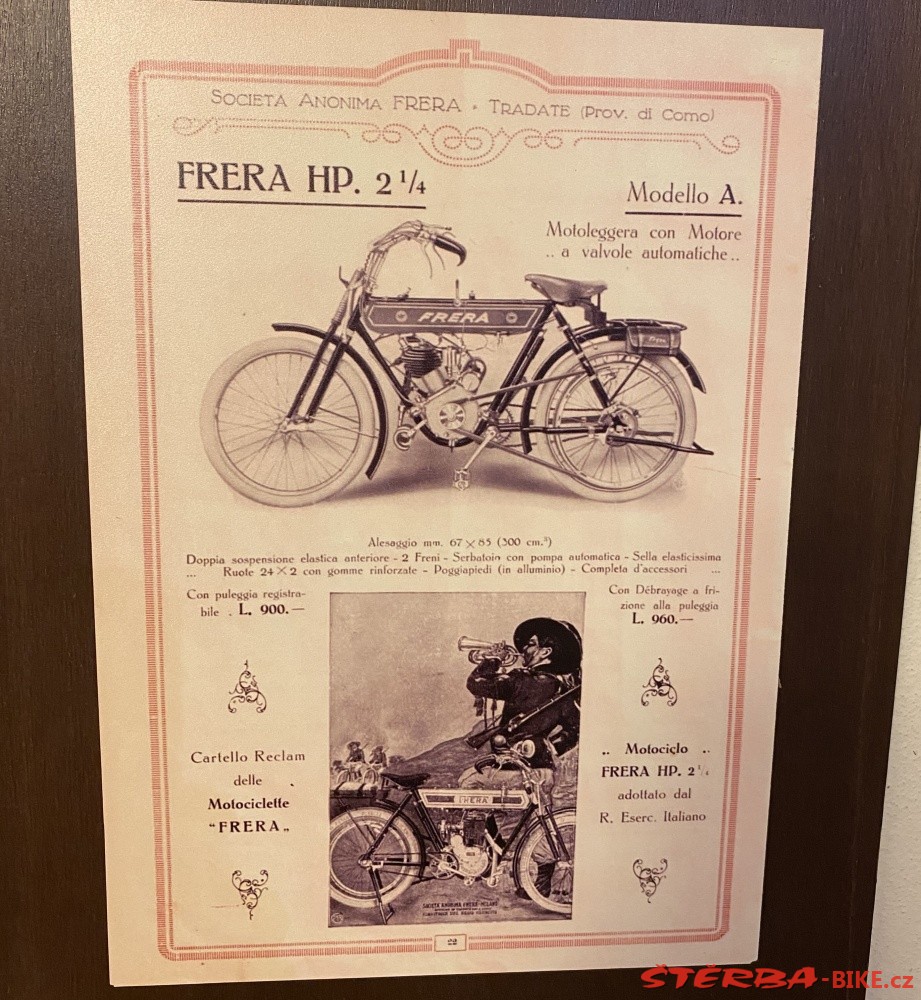 SOCIETÀ ANONIMA FRERA - TRADATE (Prov. di Como)
FRERA HP. 2 1/4
Modello A.
Motoleggera con Motore
.. a valvole automatiche ..
FRERA
Alesaggio mm. 67 × 85 (300 cm.³)
Doppia sospensione elastica anteriore - 2 Freni - Serbatoio con pompa automatica - Sella elasticissima
... Ruote 24 × 2 con gomme rinforzate - Poggiapiedi (in alluminio) - Completa d'accessori ...
Con puleggia registra-
bile . L. 900.—
Con Débrayage a fri-
zione alla puleggia
L. 960.—
Cartello Reclam
delle
Motociclette
"FRERA„
.. Motociclo ..
FRERA HP. 2 1/4
adottato dal
R. Eserc. Italiano
FRERA
SOCIETÀ ANONIMA FRERA-MILANO
22
ŠTĚRBA-BIKE.cz